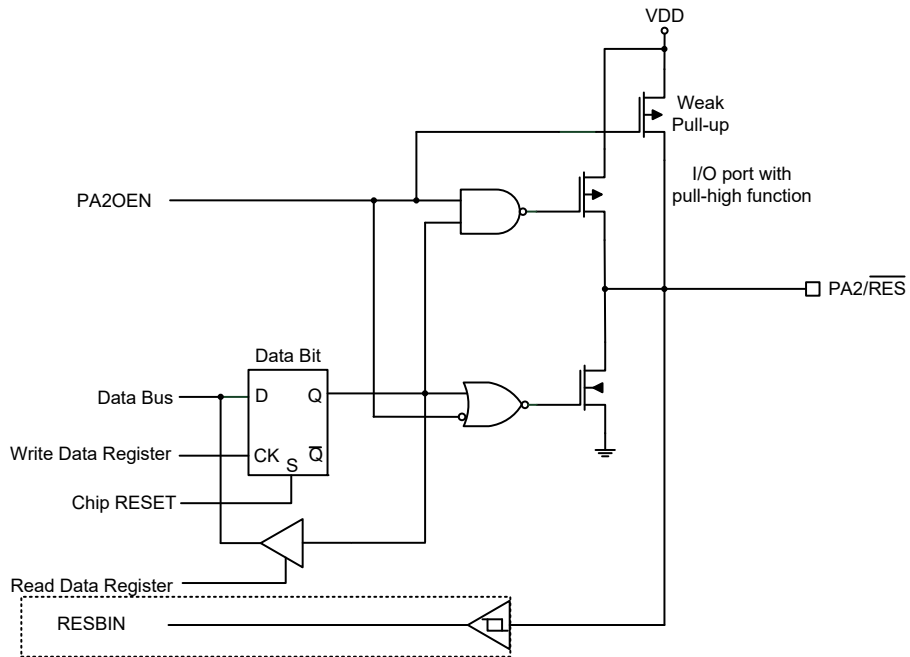 VDD
Weak
Pull-up
I/O port with
pull-high function
PA2OEN
PA2/R̅E̅S̅
Data Bit
Data Bus
D
Q
Write Data Register
CK
S
Q̅
Chip RESET
Read Data Register
RESBIN